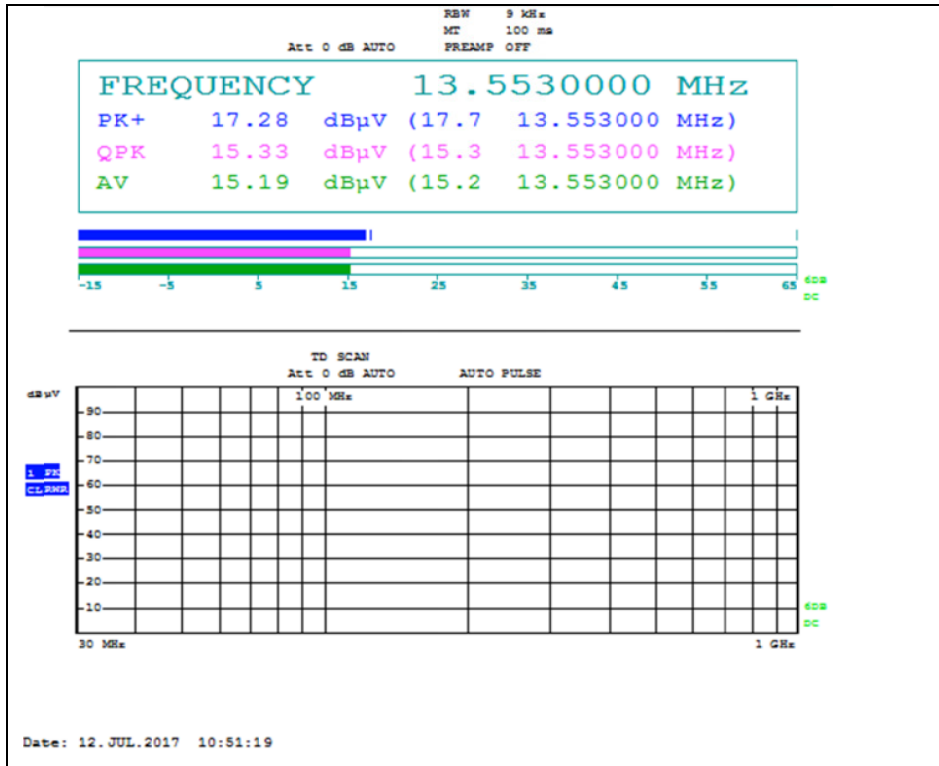 RBW 9 kHz
MT 100 ms
Att 0 dB AUTO PREAMP OFF
FREQUENCY 13.5530000 MHz
PK+ 17.28 dBµV (17.7 13.553000 MHz)
QPK 15.33 dBµV (15.3 13.553000 MHz)
AV 15.19 dBµV (15.2 13.553000 MHz)
-15 -5 5 15 25 35 45 55 65
6DB
DC
TD SCAN
Att 0 dB AUTO AUTO PULSE
dBµV
100 MHz 1 GHz
90
80
70
1 PK
CLRWR
60
50
40
30
20
10
6DB
DC
30 MHz 1 GHz
Date: 12.JUL.2017 10:51:19